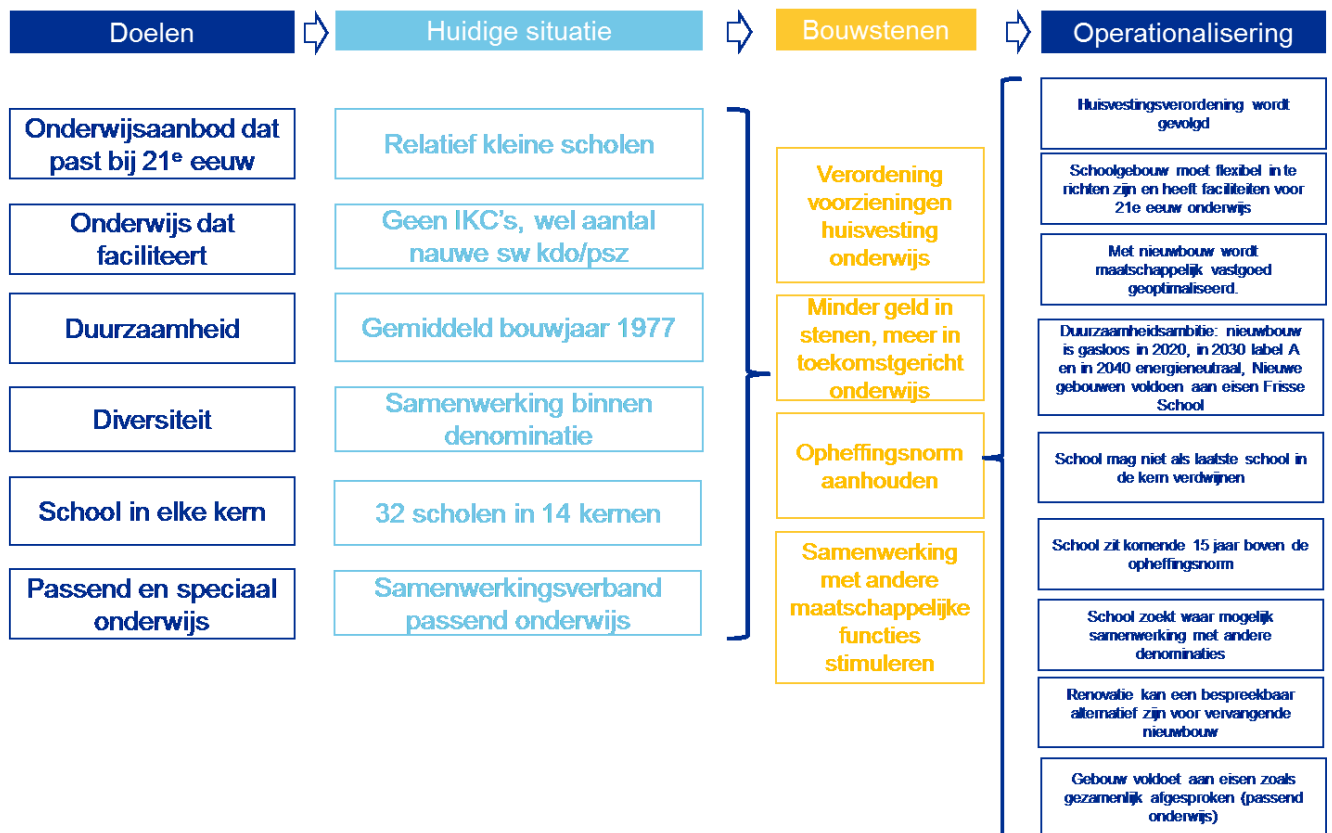 Doelen
Huidige situatie
Bouwstenen
Operationalisering
Onderwijsaanbod dat
past bij 21e eeuw
Onderwijs dat
faciliteert
Duurzaamheid
Diversiteit
School in elke kern
Passend en speciaal
onderwijs
Relatief kleine scholen
Geen IKC's, wel aantal
nauwe sw kdo/psz
Gemiddeld bouwjaar 1977
Samenwerking binnen
denominatie
32 scholen in 14 kernen
Samenwerkingsverband
passend onderwijs
Verordening
voorzieningen
huisvesting
onderwijs
Minder geld in
stenen, meer in
toekomstgericht
onderwijs
Opheffingsnorm
aanhouden
Samenwerking
met andere
maatschappelijke
functies
stimuleren
Huisvestingsverordening wordt
gevolgd
Schoolgebouw moet flexibel in te
richten zijn en heeft faciliteiten voor
21e eeuw onderwijs
Met nieuwbouw wordt
maatschappelijk vastgoed
geoptimaliseerd.
Duurzaamheidsambitie: nieuwbouw
is gasloos in 2020, in 2030 label A
en in 2040 energieneutraal, Nieuwe
gebouwen voldoen aan eisen Frisse
School
School mag niet als laatste school in
de kern verdwijnen
School zit komende 15 jaar boven de
opheffingsnorm
School zoekt waar mogelijk
samenwerking met andere
denominaties
Renovatie kan een bespreekbaar
alternatief zijn voor vervangende
nieuwbouw
Gebouw voldoet aan eisen zoals
gezamenlijk afgesproken (passend
onderwijs)